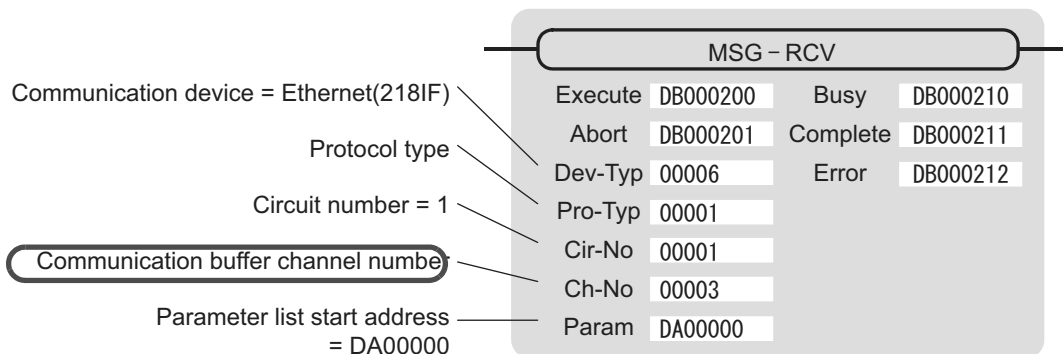 MSG-RCV
Communication device = Ethernet(218IF)
Protocol type
Circuit number = 1
Communication buffer channel number
Parameter list start address
= DA00000
Execute DB000200 Busy DB000210
Abort DB000201 Complete DB000211
Dev-Typ 00006 Error DB000212
Pro-Typ 00001
Cir-No 00001
Ch-No 00003
Param DA00000